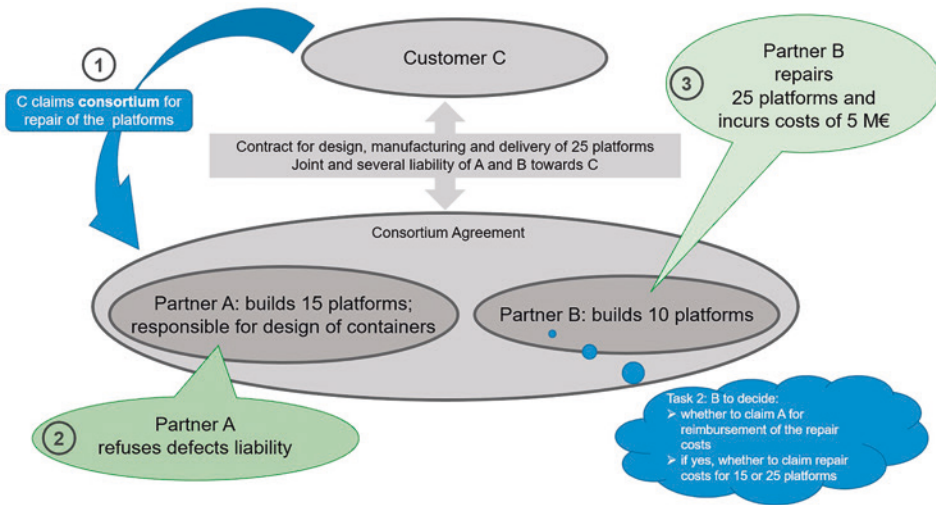 Customer C
1
C claims consortium for
repair of the platforms
Partner B
repairs
25 platforms and
incurs costs of 5 M€
3
Contract for design, manufacturing and delivery of 25 platforms
Joint and several liability of A and B towards C
Consortium Agreement
Partner A: builds 15 platforms;
responsible for design of containers
Partner B: builds 10 platforms
2
Partner A
refuses defects liability
Task 2: B to decide:
➢ whether to claim A for
reimbursement of the repair
costs
➢ if yes, whether to claim repair
costs for 15 or 25 platforms